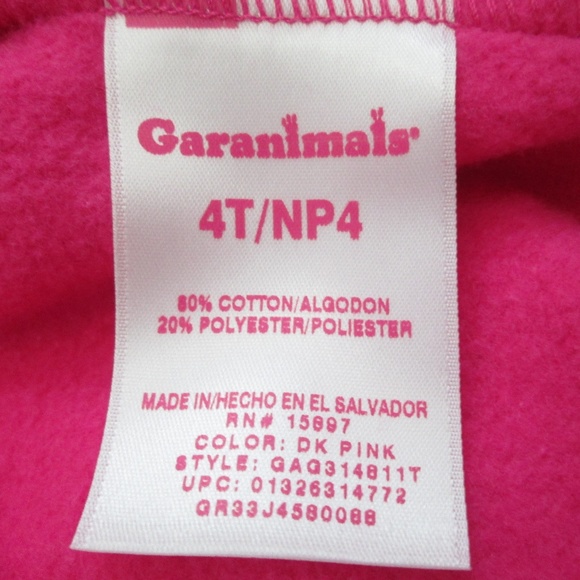 Garanimals®
4T/NP4
80% COTTON/ALGODON
20% POLYESTER/POLIESTER
MADE IN/HECHO EN EL SALVADOR
RN# 15897
COLOR: DK PINK
STYLE: GAG314811T
UPC: 01326314772
GR33J4580088